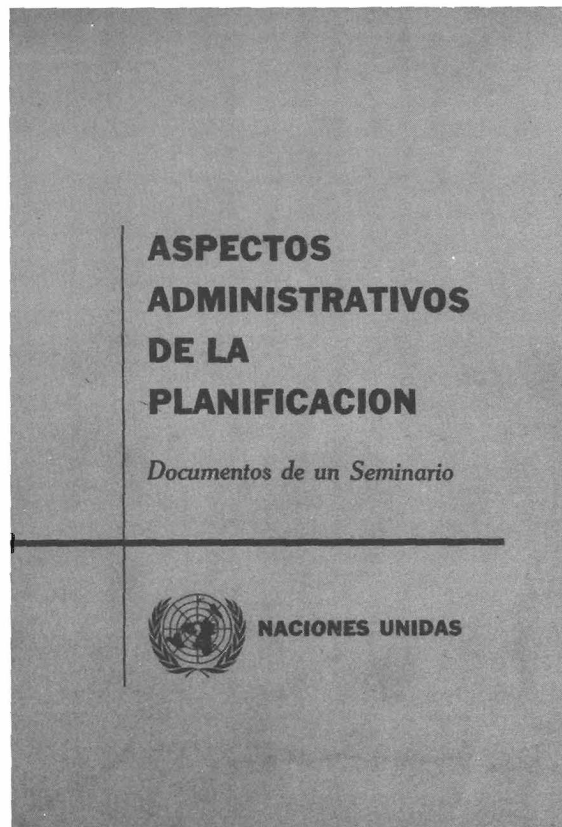 ASPECTOS
ADMINISTRATIVOS
DE LA
PLANIFICACION
Documentos de un Seminario
NACIONES UNIDAS